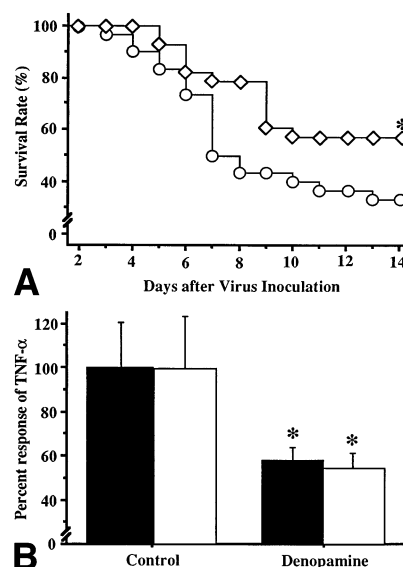 100
80
60
40
0
Survival Rate (%)
*
2 4 6 8 10 12 14
Days after Virus Inoculation
A
120
100
80
60
40
0
Percent response of TNF-α
* *
Control Denopamine
B